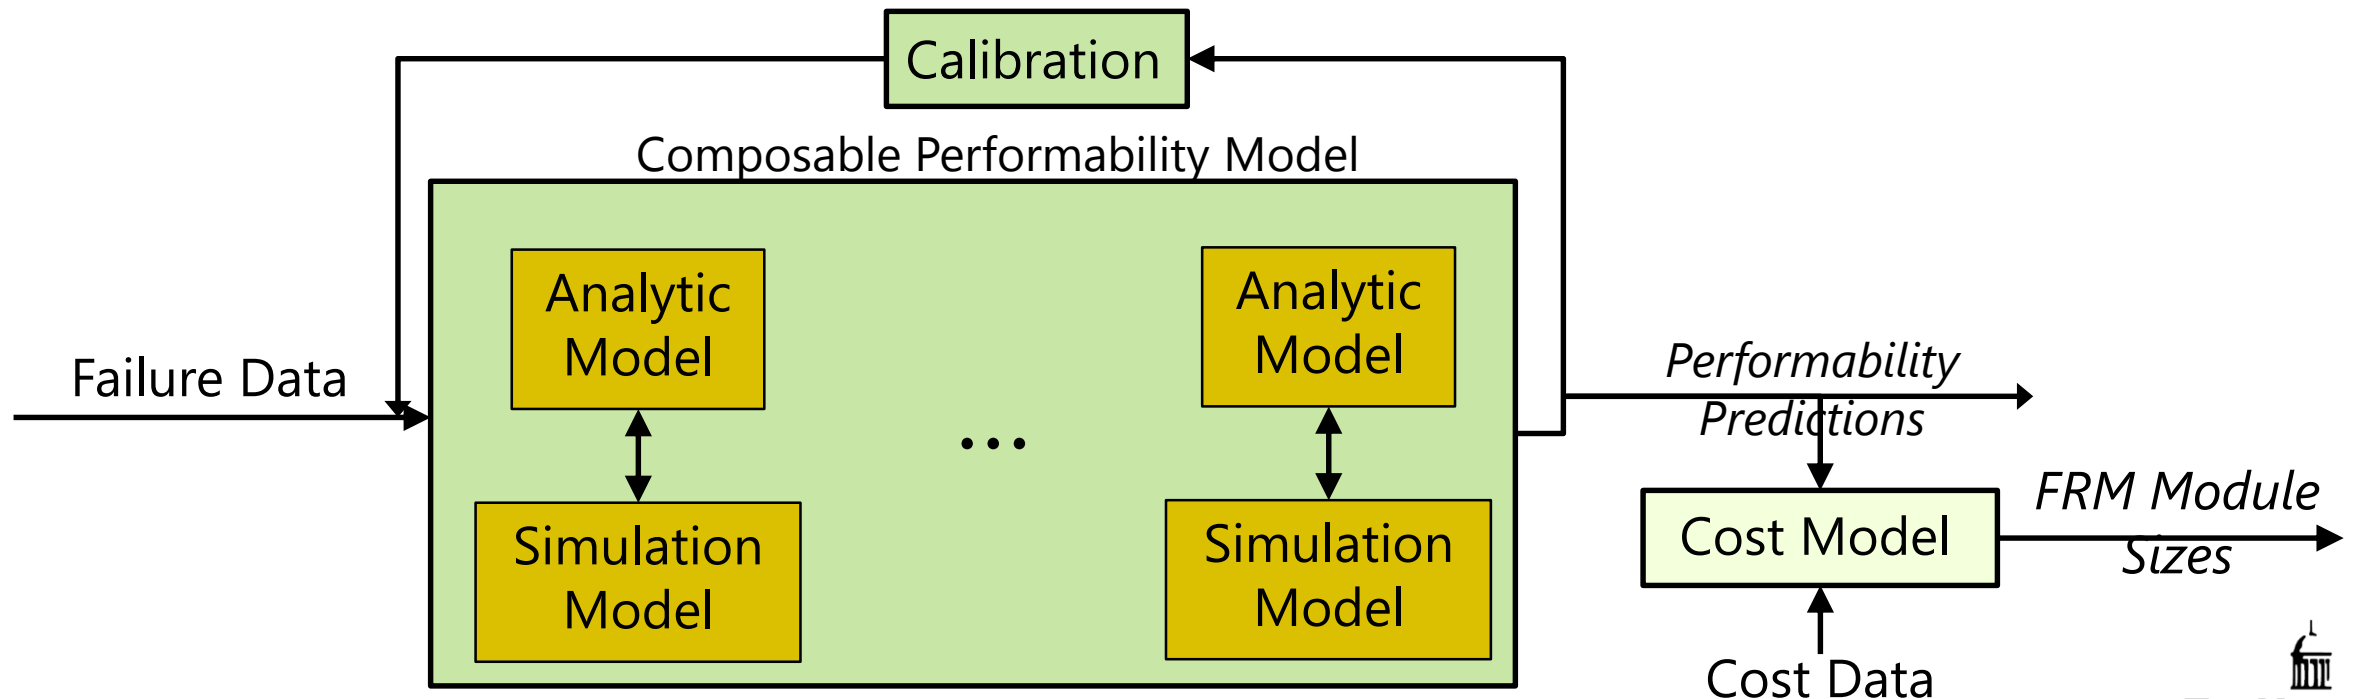 Calibration
Composable Performability Model
Analytic
Model
Analytic
Model
Failure Data
...
Simulation
Model
Simulation
Model
Performability
Predictions
FRM Module
Sizes
Cost Model
Cost Data